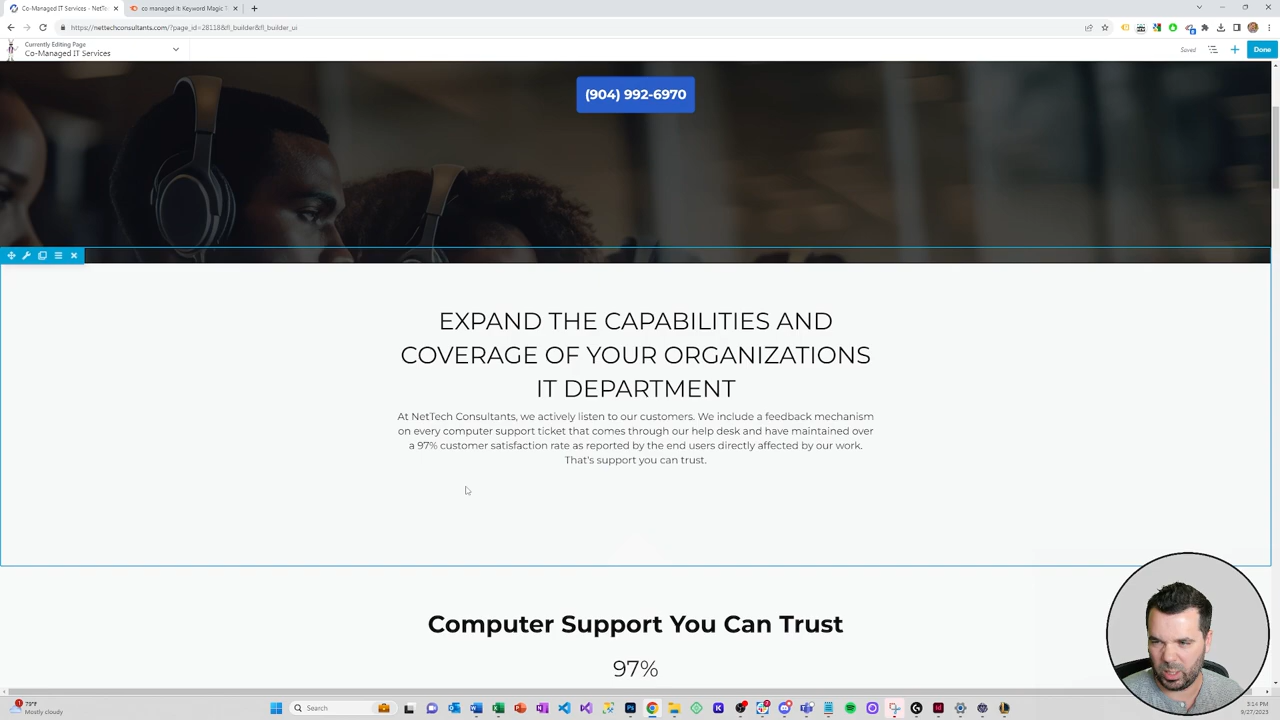 Co-Managed IT Services - NetTe
co managed it: Keyword Magic T
https://nettechconsultants.com/?page_id=28118&fl_builder&fl_builder_ui
Currently Editing Page
Co-Managed IT Services
Saved
Done
(904) 992-6970
EXPAND THE CAPABILITIES AND
COVERAGE OF YOUR ORGANIZATIONS
IT DEPARTMENT
At NetTech Consultants, we actively listen to our customers. We include a feedback mechanism
on every computer support ticket that comes through our help desk and have maintained over
a 97% customer satisfaction rate as reported by the end users directly affected by our work.
That's support you can trust.
Computer Support You Can Trust
97%
79°F
Mostly cloudy
Search
3:14 PM
9/27/2023